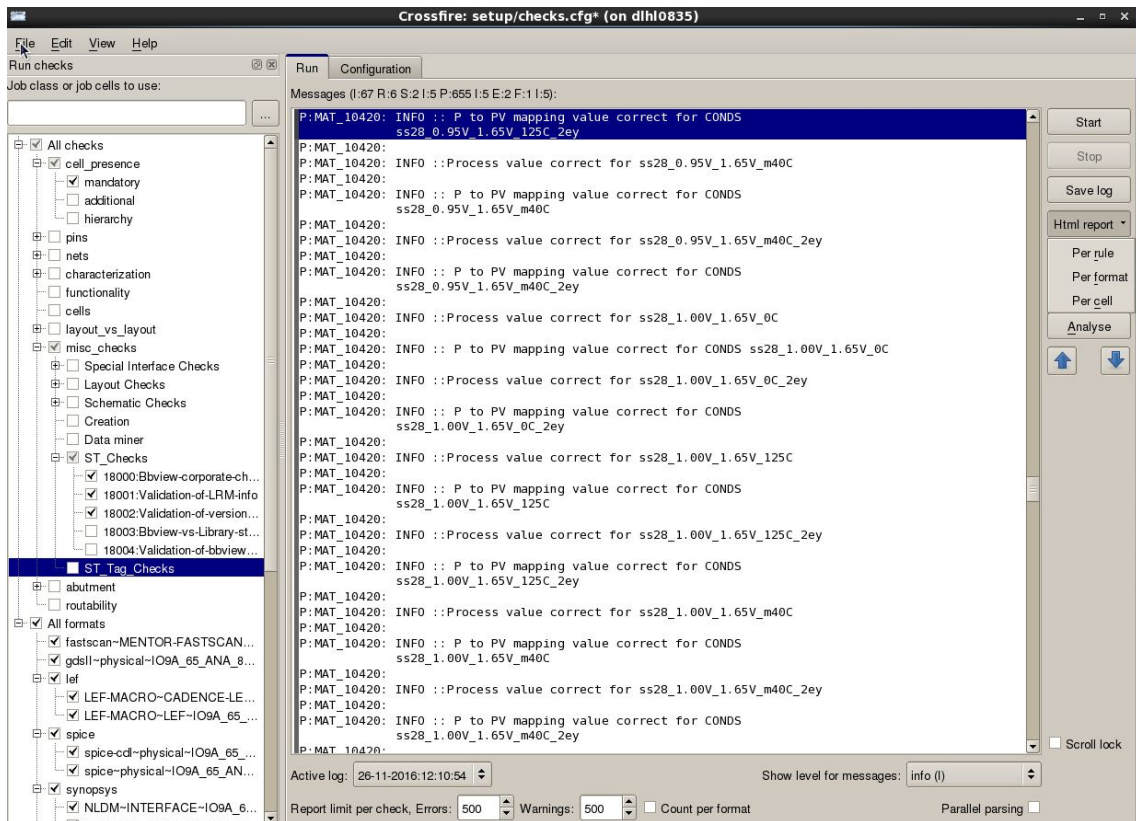 Crossfire: setup/checks.cfg* (on dlhl0835)
File Edit View Help
Run checks
Job class or job cells to use:
...
All checks
cell_presence
mandatory
additional
hierarchy
pins
nets
characterization
functionality
cells
layout_vs_layout
misc_checks
Special Interface Checks
Layout Checks
Schematic Checks
Creation
Data miner
ST_Checks
18000:Bbview-corporate-ch...
18001:Validation-of-LRM-info
18002:Validation-of-version...
18003:Bbview-vs-Library-st...
18004:Validation-of-bbview...
ST_Tag_Checks
abutment
routability
All formats
fastscan~MENTOR-FASTSCAN...
gdsII~physical~IO9A_65_ANA_8...
lef
LEF-MACRO~CADENCE-LE...
LEF-MACRO~LEF~IO9A_65_...
spice
spice-cdl~physical~IO9A_65_...
spice~physical~IO9A_65_AN...
synopsys
NLDM~INTERFACE~IO9A_6...
Run Configuration
Messages (I:67 R:6 S:2 I:5 P:655 I:5 E:2 F:1 I:5):
P:MAT_10420: INFO :: P to PV mapping value correct for CONDS
ss28_0.95V_1.65V_125C_2ey
P:MAT_10420:
P:MAT_10420: INFO ::Process value correct for ss28_0.95V_1.65V_m40C
P:MAT_10420:
P:MAT_10420: INFO :: P to PV mapping value correct for CONDS
ss28_0.95V_1.65V_m40C
P:MAT_10420:
P:MAT_10420: INFO ::Process value correct for ss28_0.95V_1.65V_m40C_2ey
P:MAT_10420:
P:MAT_10420: INFO :: P to PV mapping value correct for CONDS
ss28_0.95V_1.65V_m40C_2ey
P:MAT_10420:
P:MAT_10420: INFO ::Process value correct for ss28_1.00V_1.65V_0C
P:MAT_10420:
P:MAT_10420: INFO :: P to PV mapping value correct for CONDS ss28_1.00V_1.65V_0C
P:MAT_10420:
P:MAT_10420: INFO ::Process value correct for ss28_1.00V_1.65V_0C_2ey
P:MAT_10420:
P:MAT_10420: INFO :: P to PV mapping value correct for CONDS
ss28_1.00V_1.65V_0C_2ey
P:MAT_10420:
P:MAT_10420: INFO ::Process value correct for ss28_1.00V_1.65V_125C
P:MAT_10420:
P:MAT_10420: INFO :: P to PV mapping value correct for CONDS
ss28_1.00V_1.65V_125C
P:MAT_10420:
P:MAT_10420: INFO ::Process value correct for ss28_1.00V_1.65V_125C_2ey
P:MAT_10420:
P:MAT_10420: INFO :: P to PV mapping value correct for CONDS
ss28_1.00V_1.65V_125C_2ey
P:MAT_10420:
P:MAT_10420: INFO ::Process value correct for ss28_1.00V_1.65V_m40C
P:MAT_10420:
P:MAT_10420: INFO :: P to PV mapping value correct for CONDS
ss28_1.00V_1.65V_m40C
P:MAT_10420:
P:MAT_10420: INFO ::Process value correct for ss28_1.00V_1.65V_m40C_2ey
P:MAT_10420:
P:MAT_10420: INFO :: P to PV mapping value correct for CONDS
ss28_1.00V_1.65V_m40C_2ey
P:MAT_10420:
Start
Stop
Save log
Html report
Per rule
Per format
Per cell
Analyse
Scroll lock
Active log: 26-11-2016:12:10:54 Show level for messages: info (I)
Report limit per check, Errors: 500 Warnings: 500 Count per format Parallel parsing